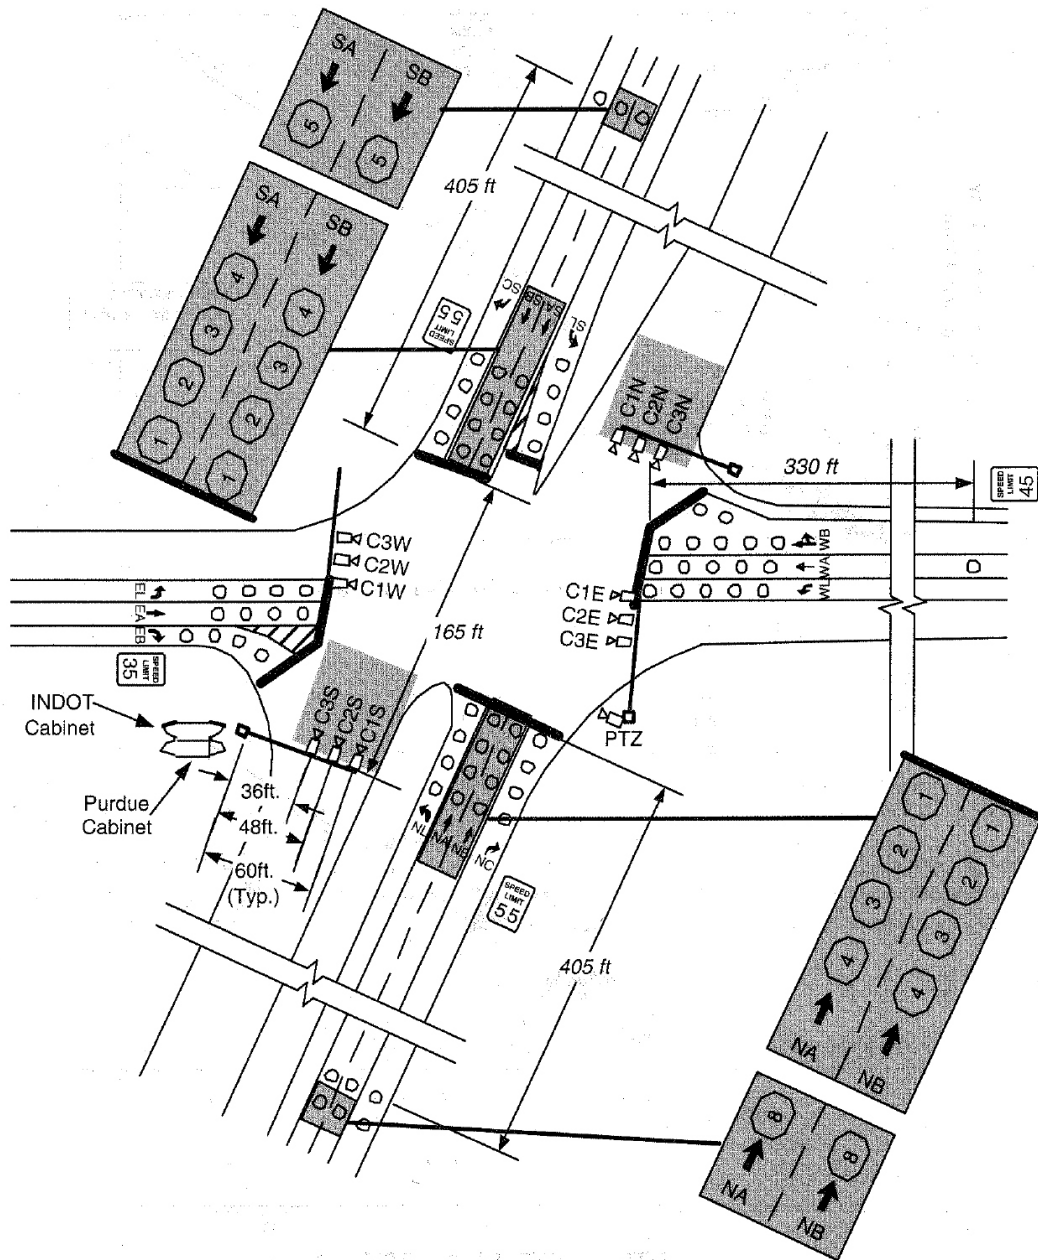 SA
SB
5
5
405 ft
SA
SB
4
4
3
3
2
2
1
1
SPEED
LIMIT
55
SC
SA
SB
SL
C1N
C2N
C3N
330 ft
SPEED
LIMIT
45
C3W
C2W
C1W
WB
WA
WL
EL
EA
EB
C1E
C2E
C3E
165 ft
SPEED
LIMIT
35
INDOT
Cabinet
C3S
C2S
C1S
PTZ
Purdue
Cabinet
36ft.
48ft.
60ft.
(Typ.)
NL
NA
NB
NC
SPEED
LIMIT
55
1
1
2
2
3
3
4
4
NA
NB
405 ft
8
8
NA
NB